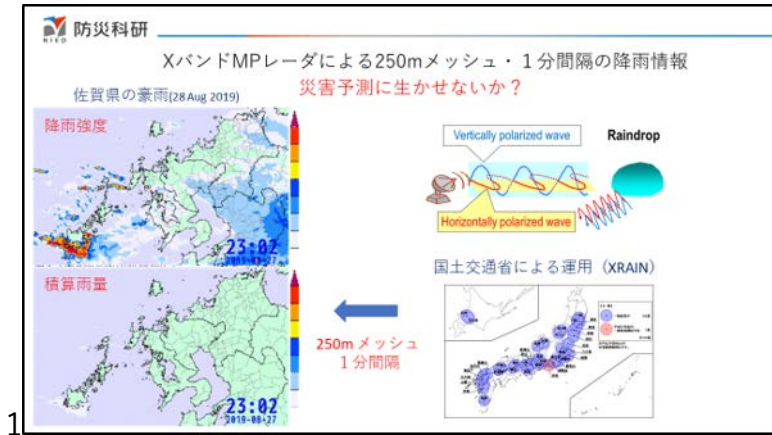 防災科研
NIED
XバンドMPレーダによる250mメッシュ・１分間隔の降雨情報
災害予測に生かせないか？
佐賀県の豪雨(28 Aug 2019)
降雨強度
23:02
2019-08-27
積算雨量
23:02
2019-08-27
Vertically polarized wave
Raindrop
Horizontally polarized wave
国土交通省による運用（XRAIN）
250mメッシュ
１分間隔
1